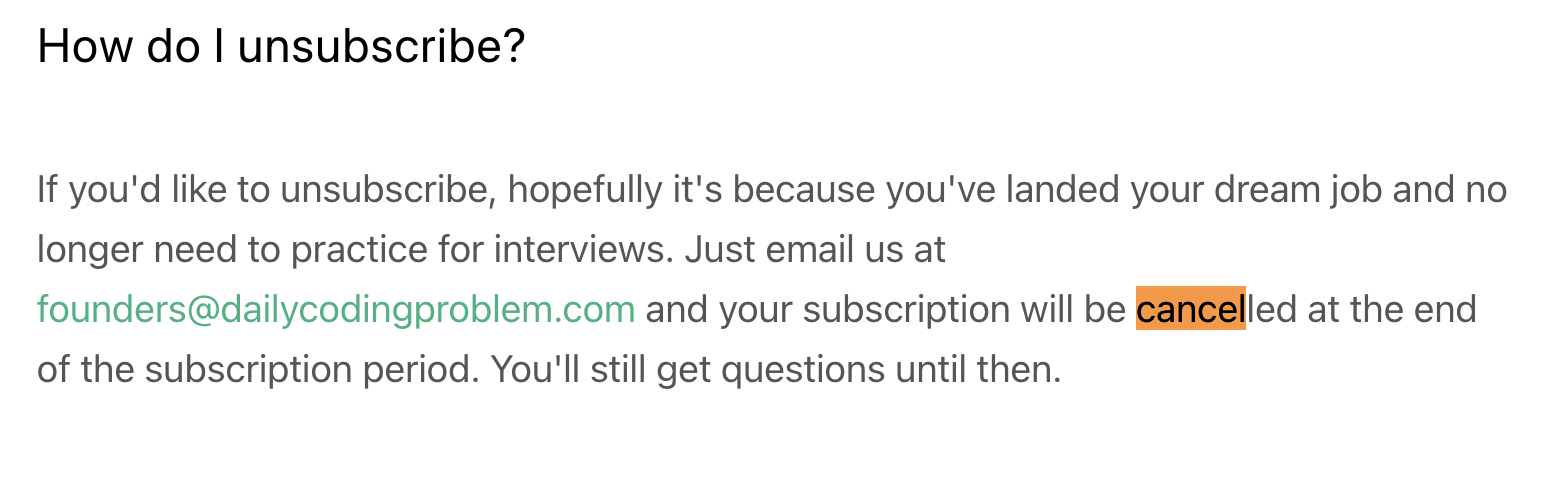 How do I unsubscribe?
If you'd like to unsubscribe, hopefully it's because you've landed your dream job and no
longer need to practice for interviews. Just email us at
founders@dailycodingproblem.com and your subscription will be cancelled at the end
of the subscription period. You'll still get questions until then.